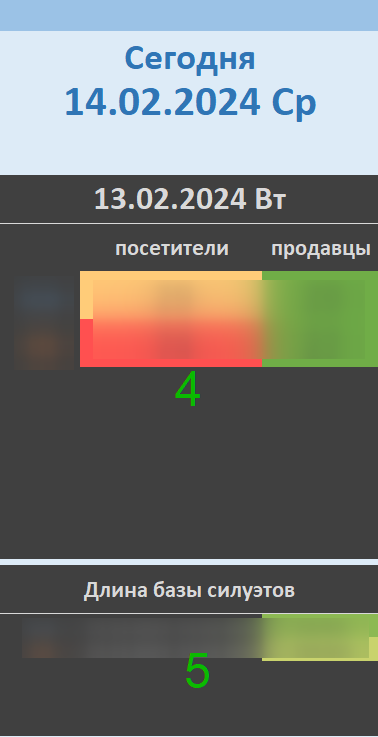 Сегодня
14.02.2024 Ср
13.02.2024 Вт
посетители продавцы
4
Длина базы силуэтов
5